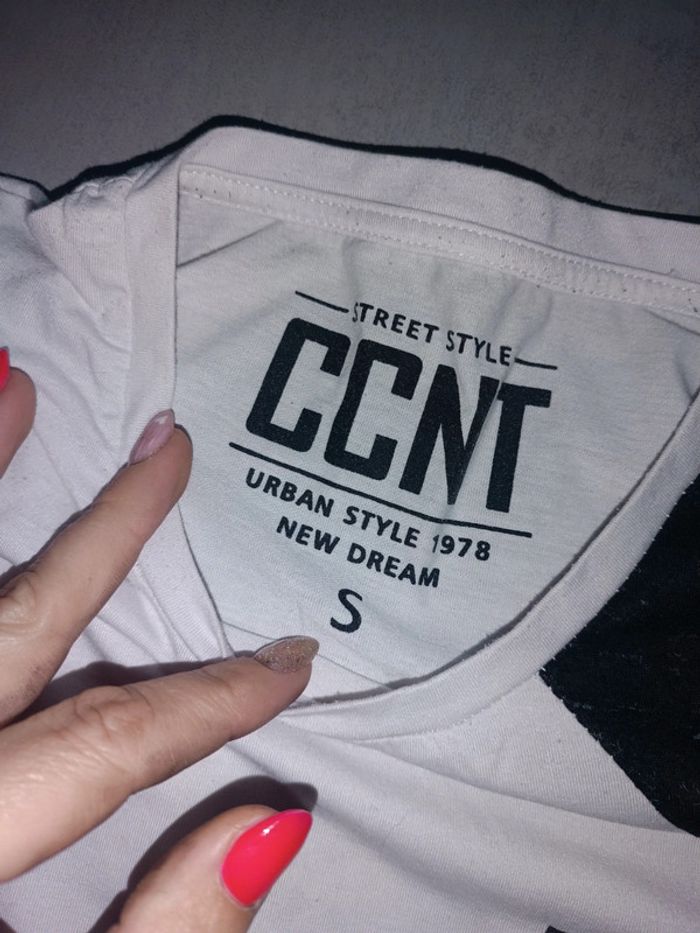 STREET STYLE
CCNT
URBAN STYLE 1978
NEW DREAM
S